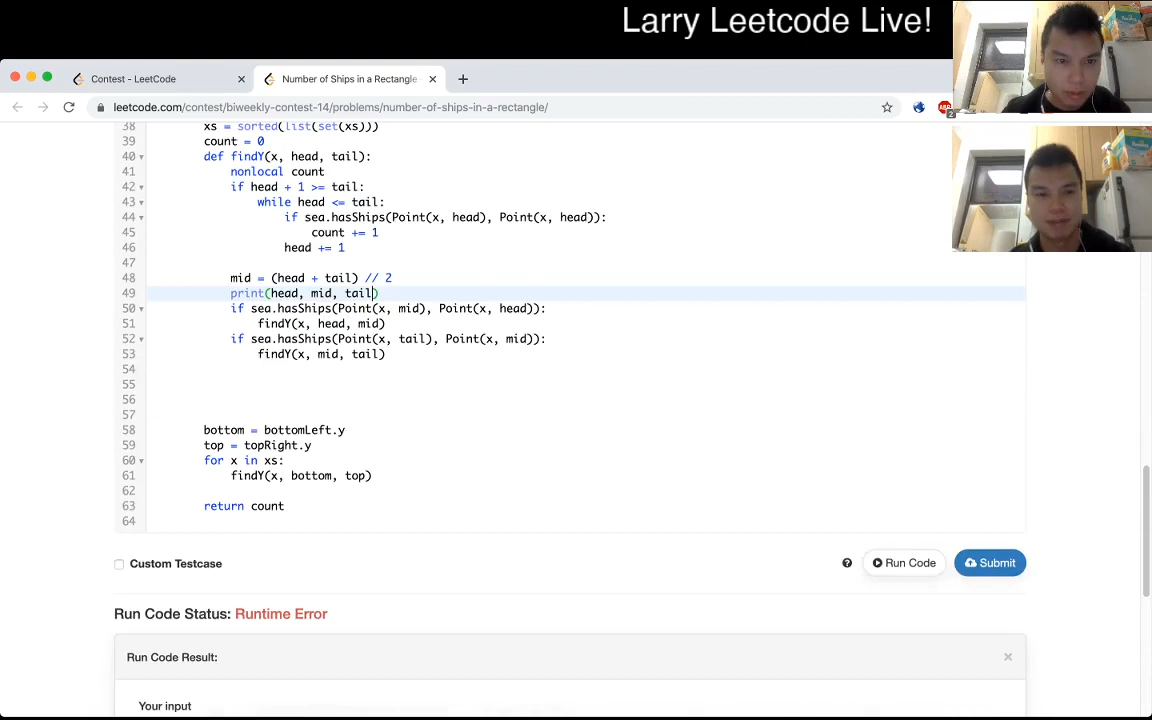 Larry Leetcode Live!
Contest - LeetCode
Number of Ships in a Rectangle
leetcode.com/contest/biweekly-contest-14/problems/number-of-ships-in-a-rectangle/
38 xs = sorted(list(set(xs)))
39 count = 0
40 def findY(x, head, tail):
41 nonlocal count
42 if head + 1 >= tail:
43 while head <= tail:
44 if sea.hasShips(Point(x, head), Point(x, head)):
45 count += 1
46 head += 1
47
48 mid = (head + tail) // 2
49 print(head, mid, tail)
50 if sea.hasShips(Point(x, mid), Point(x, head)):
51 findY(x, head, mid)
52 if sea.hasShips(Point(x, tail), Point(x, mid)):
53 findY(x, mid, tail)
54
55
56
57
58 bottom = bottomLeft.y
59 top = topRight.y
60 for x in xs:
61 findY(x, bottom, top)
62
63 return count
64
Custom Testcase
Run Code
Submit
Run Code Status: Runtime Error
Run Code Result:
Your input